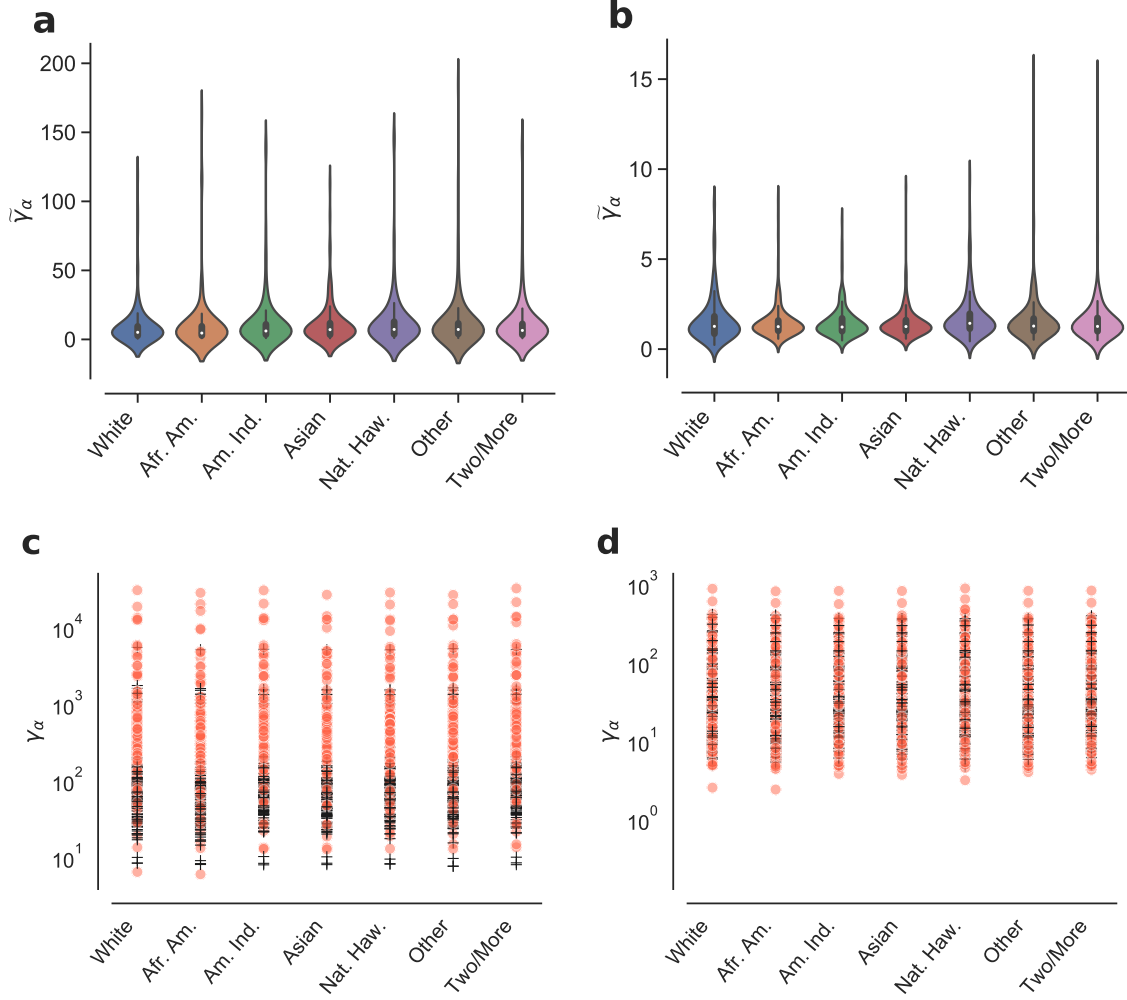 a
200
150
100
50
0
γ̃α
White
Afr. Am.
Am. Ind.
Asian
Nat. Haw.
Other
Two/More
b
15
10
5
0
γ̃α
White
Afr. Am.
Am. Ind.
Asian
Nat. Haw.
Other
Two/More
c
10⁴
10³
10²
10¹
γα
White
Afr. Am.
Am. Ind.
Asian
Nat. Haw.
Other
Two/More
d
10³
10²
10¹
10⁰
γα
White
Afr. Am.
Am. Ind.
Asian
Nat. Haw.
Other
Two/More